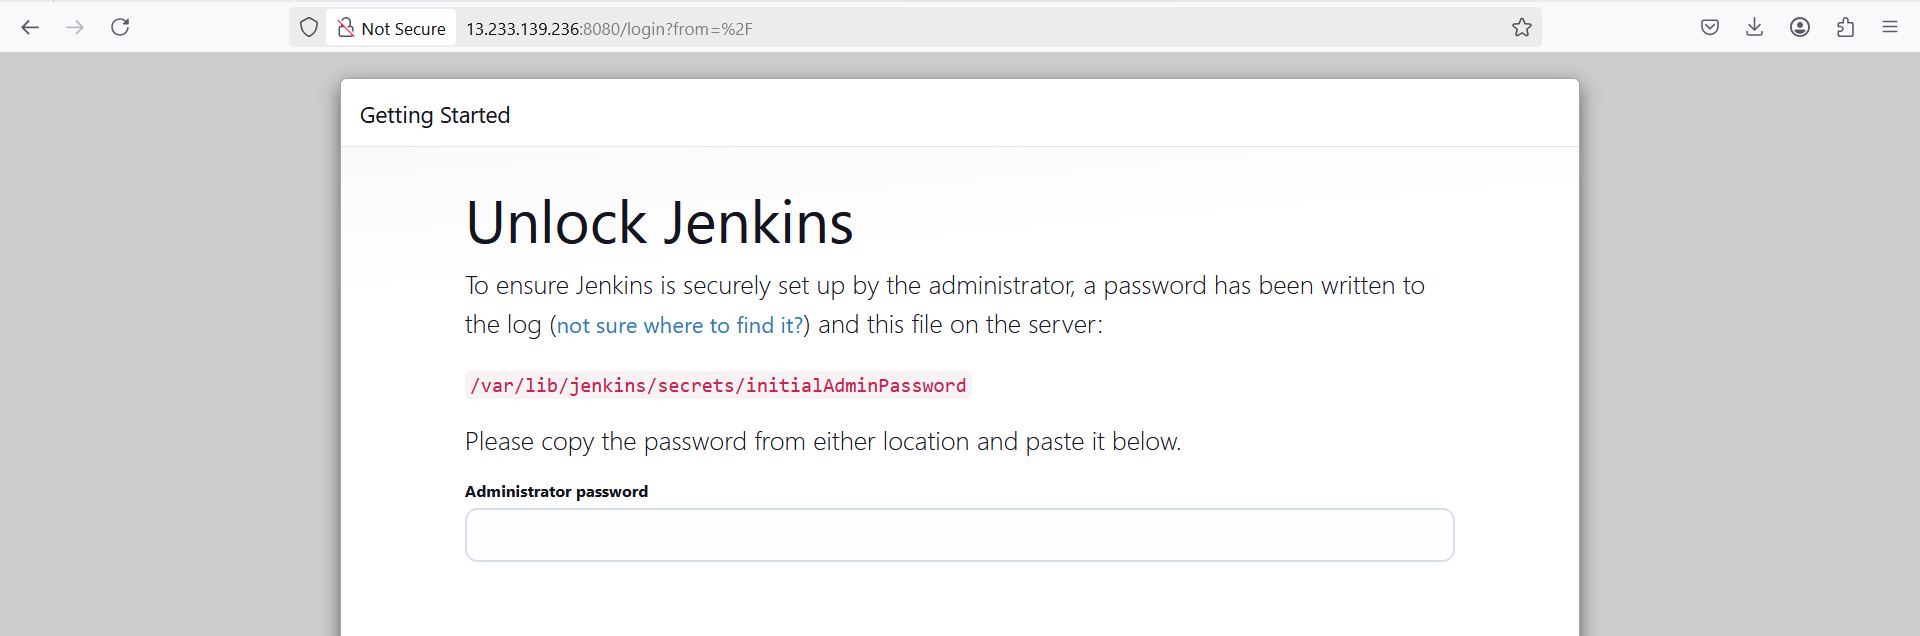 Not Secure 13.233.139.236:8080/login?from=%2F
Getting Started
Unlock Jenkins
To ensure Jenkins is securely set up by the administrator, a password has been written to
the log (not sure where to find it?) and this file on the server:
/var/lib/jenkins/secrets/initialAdminPassword
Please copy the password from either location and paste it below.
Administrator password